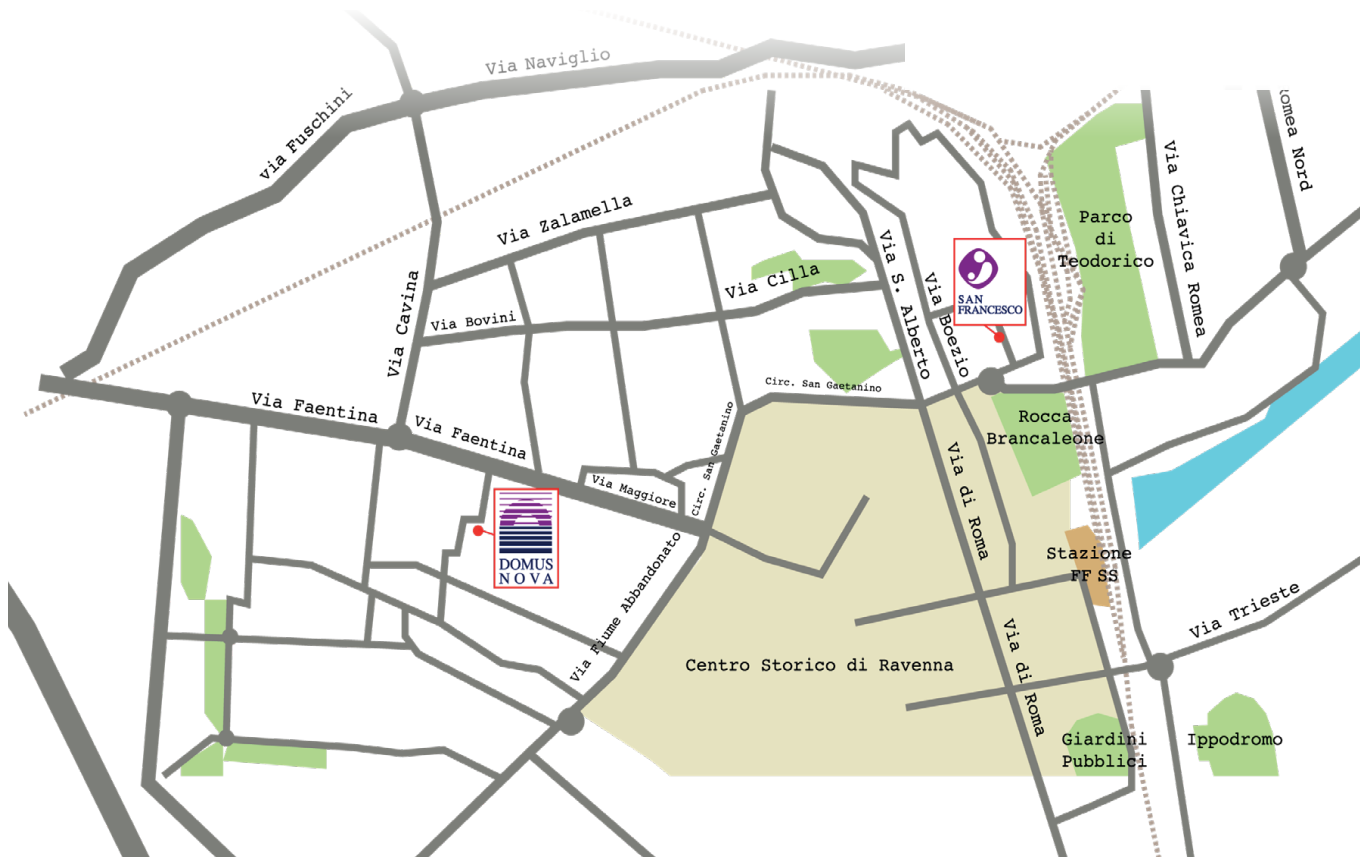 Via Naviglio
via Fuschini
Romea Nord
Via Chiavica Romea
Parco
di
Teodorico
Via Zalamella
Via S. Alberto
Via Cilla
Via Boezio
SAN
FRANCESCO
Via Cavina
Via Bovini
Circ. San Gaetanino
Via Faentina
Via Faentina
Circ. San Gaetanino
Rocca
Brancaleone
Via Maggiore
Via di Roma
DOMUS
NOVA
Stazione
FF SS
Via Fiume Abbandonato
Via Trieste
Centro Storico di Ravenna
Via di Roma
Giardini
Pubblici
Ippodromo